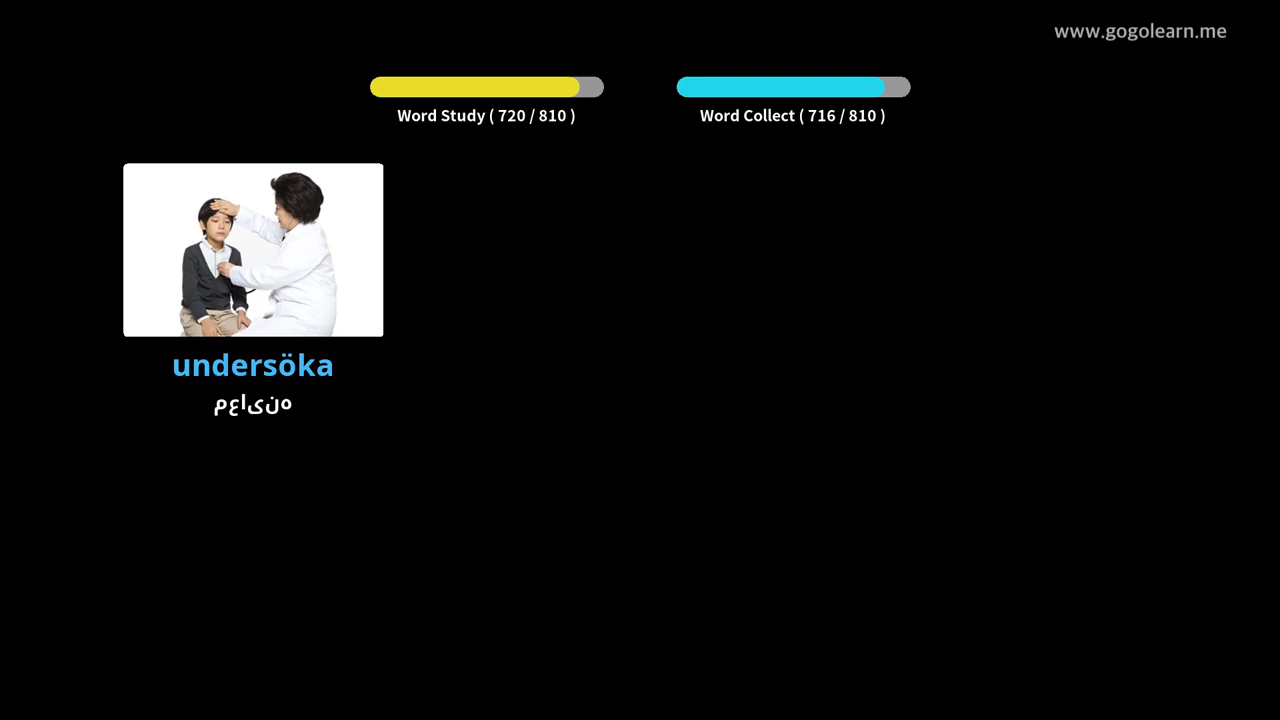 www.gogolearn.me
Word Study ( 720 / 810 )
Word Collect ( 716 / 810 )
undersöka
معاینه